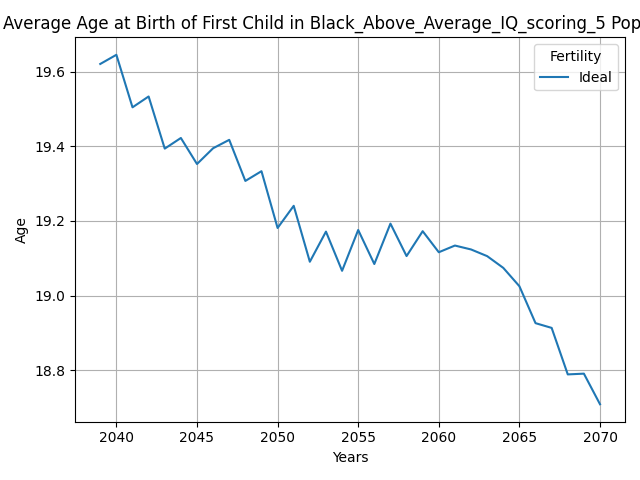 Average Age at Birth of First Child in Black_Above_Average_IQ_scoring_5 Pop
Fertility
Ideal
19.6
19.4
19.2
19.0
18.8
Age
2040 2045 2050 2055 2060 2065 2070
Years